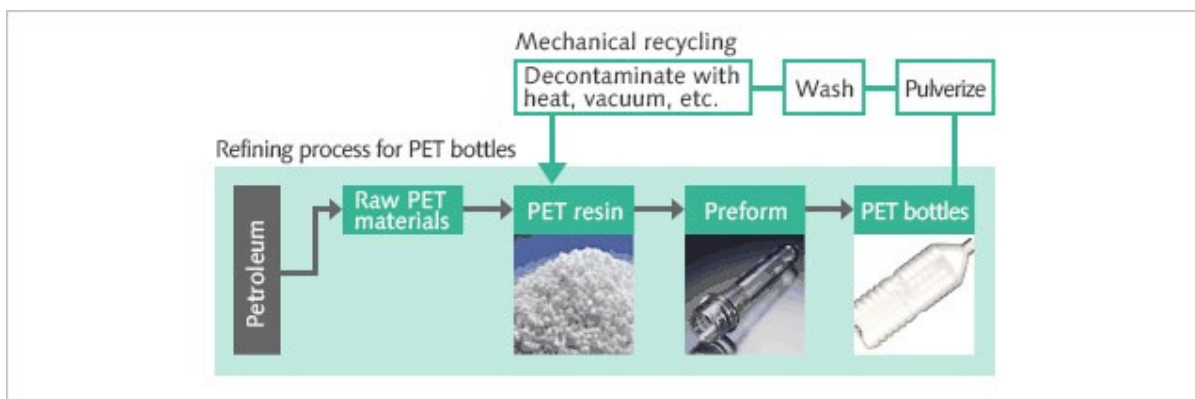 Mechanical recycling
Decontaminate with
heat, vacuum, etc.
Wash
Pulverize
Refining process for PET bottles
Petroleum
Raw PET
materials
PET resin
Preform
PET bottles